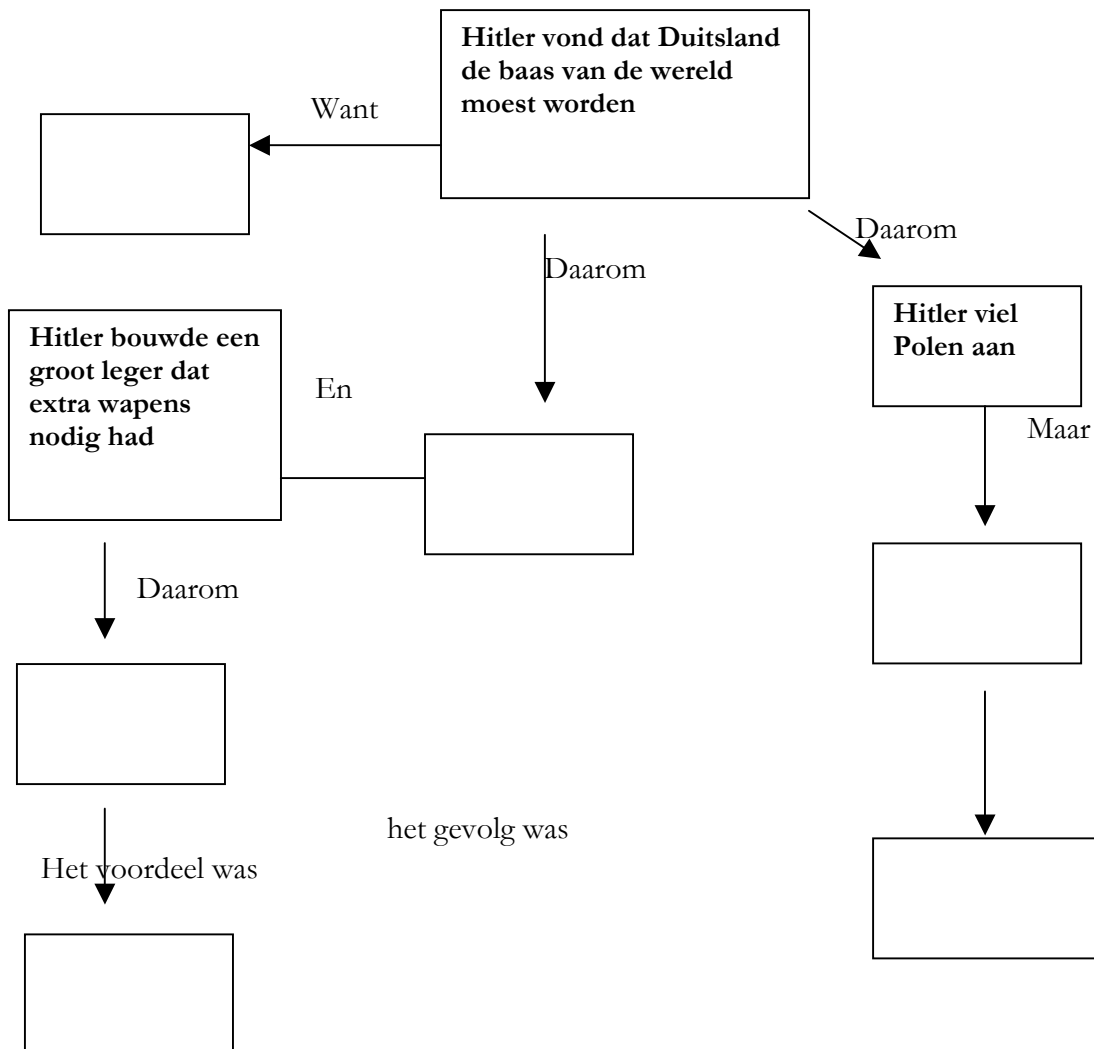 Hitler vond dat Duitsland
de baas van de wereld
moest worden
Want
Daarom
Daarom
Hitler bouwde een
groot leger dat
extra wapens
nodig had
En
Hitler viel
Polen aan
Maar
Daarom
het gevolg was
Het voordeel was